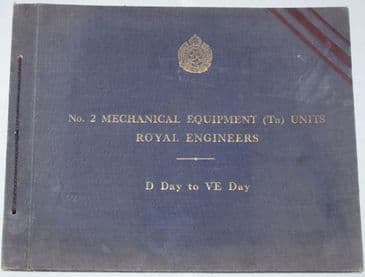 No. 2 MECHANICAL EQUIPMENT (Tn) UNITS
ROYAL ENGINEERS
D Day to VE Day